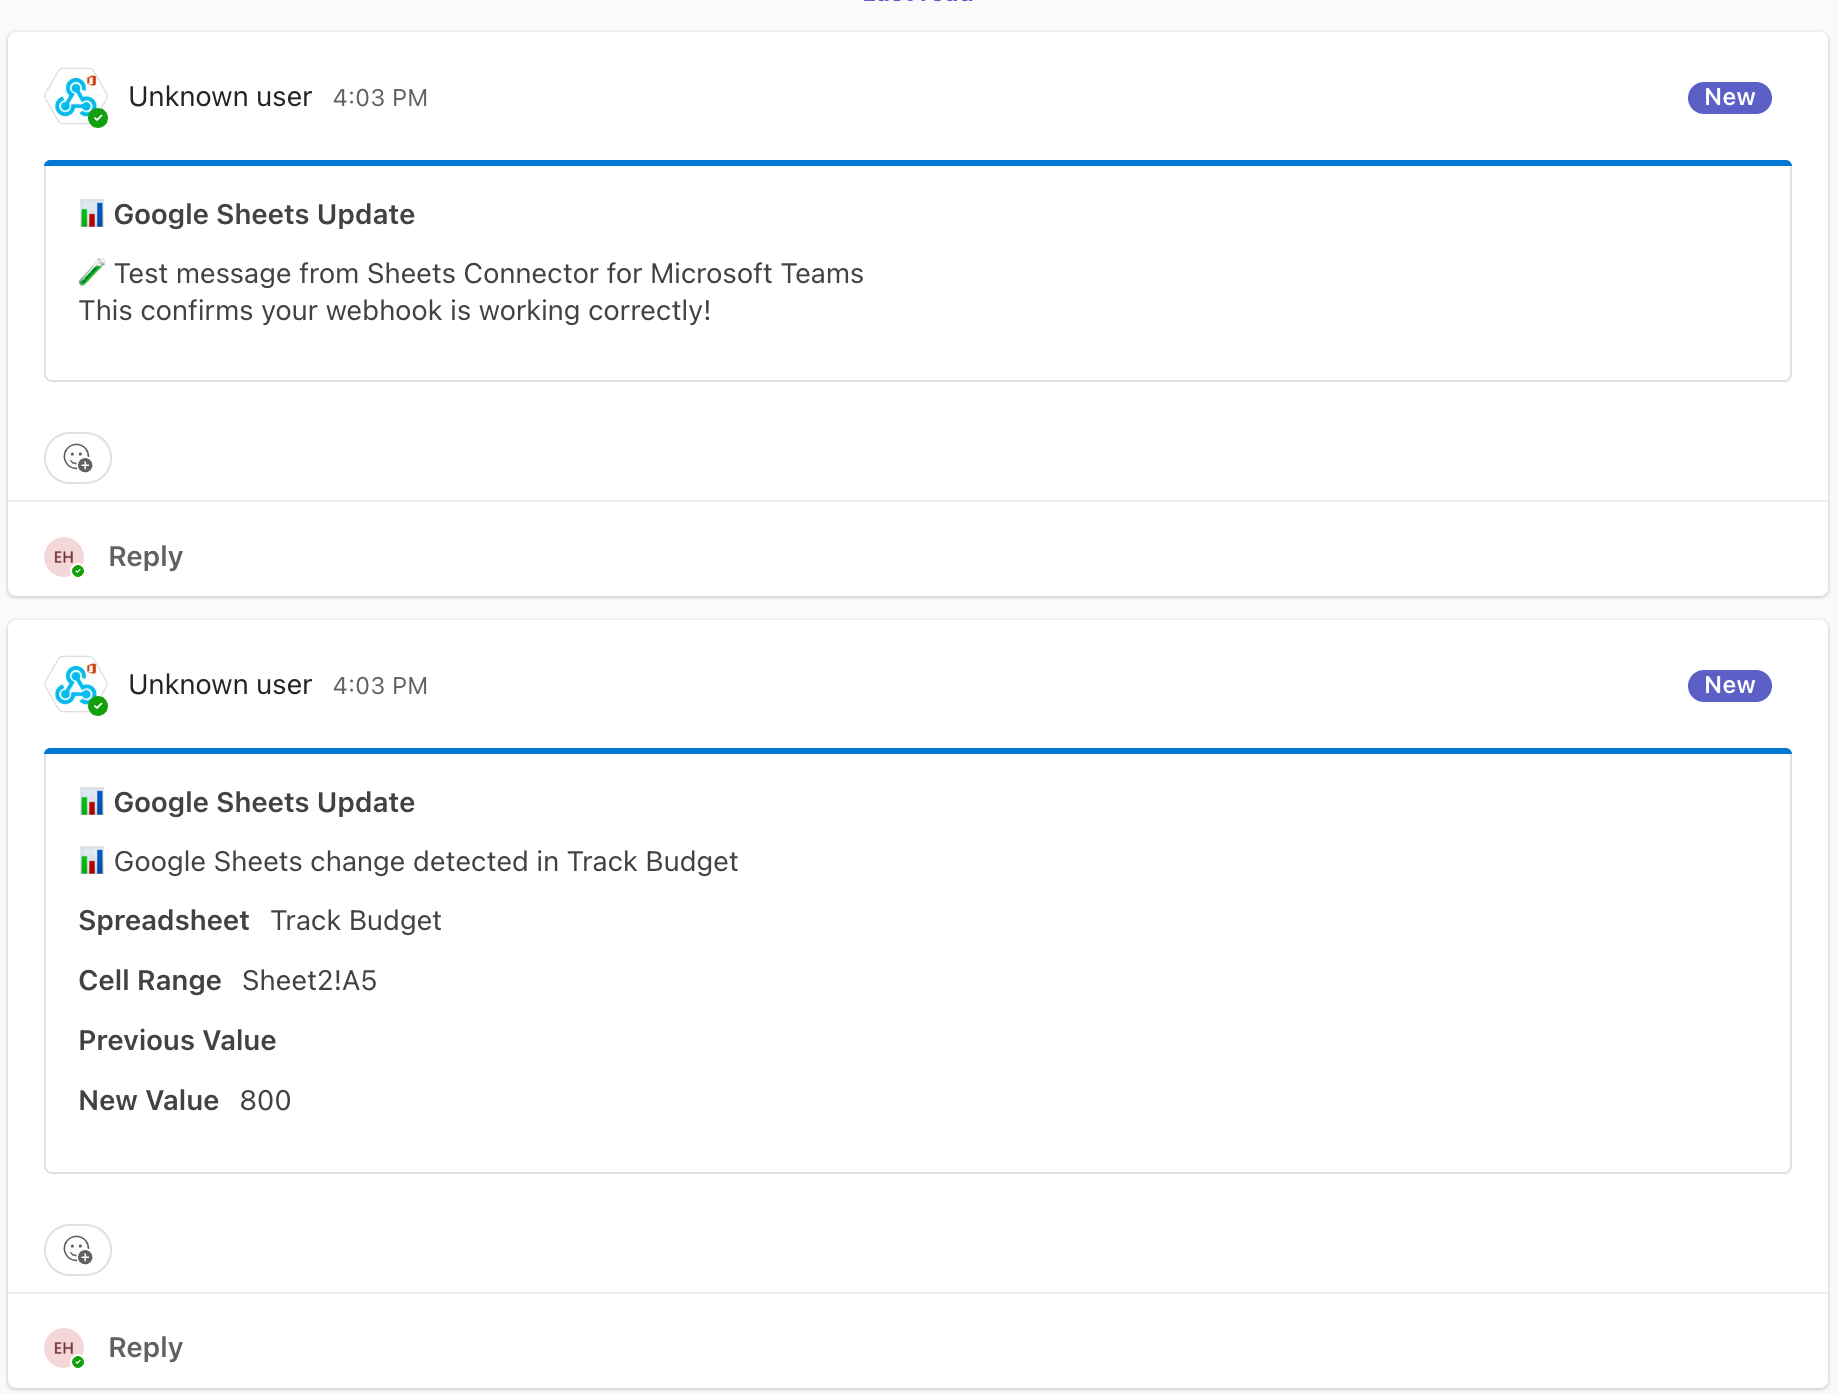 Unknown user 4:03 PM
New
Google Sheets Update
Test message from Sheets Connector for Microsoft Teams
This confirms your webhook is working correctly!
EH Reply
Unknown user 4:03 PM
New
Google Sheets Update
Google Sheets change detected in Track Budget
Spreadsheet Track Budget
Cell Range Sheet2!A5
Previous Value
New Value 800
EH Reply